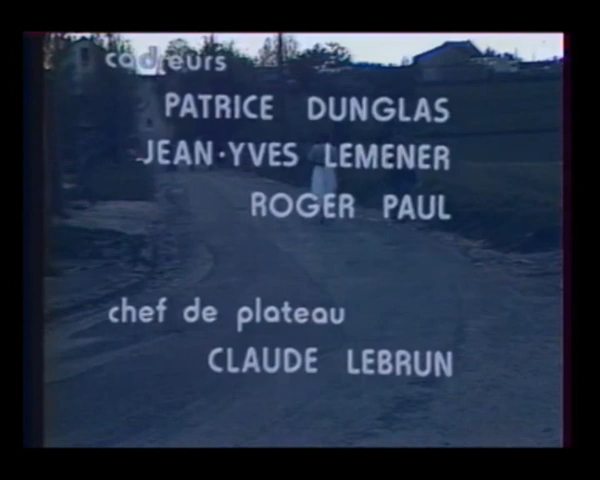 cadreurs
PATRICE DUNGLAS
JEAN-YVES LEMENER
ROGER PAUL
chef de plateau
CLAUDE LEBRUN